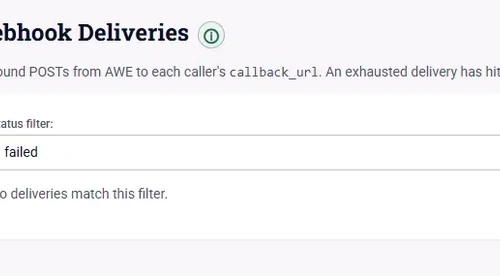 ebhook Deliveries
ound POSTs from AWE to each caller's callback_url. An exhausted delivery has hit
atus filter:
failed
o deliveries match this filter.